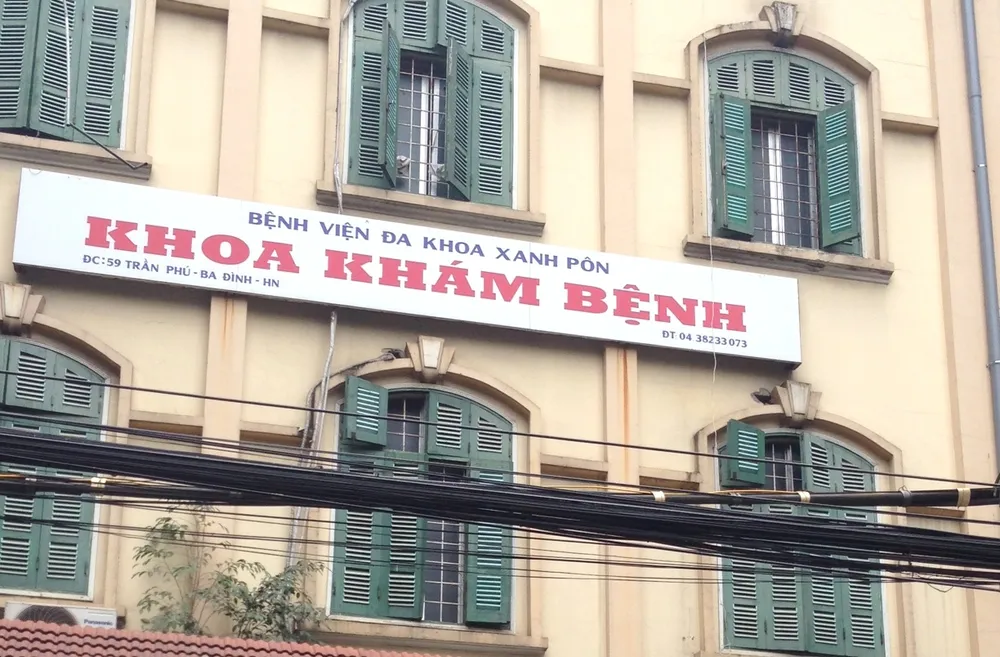 BỆNH VIỆN ĐA KHOA XANH PÔN
KHOA KHÁM BỆNH
ĐC:59 TRẦN PHÚ-BA ĐÌNH-HN
ĐT 04.38233073
Panasonic